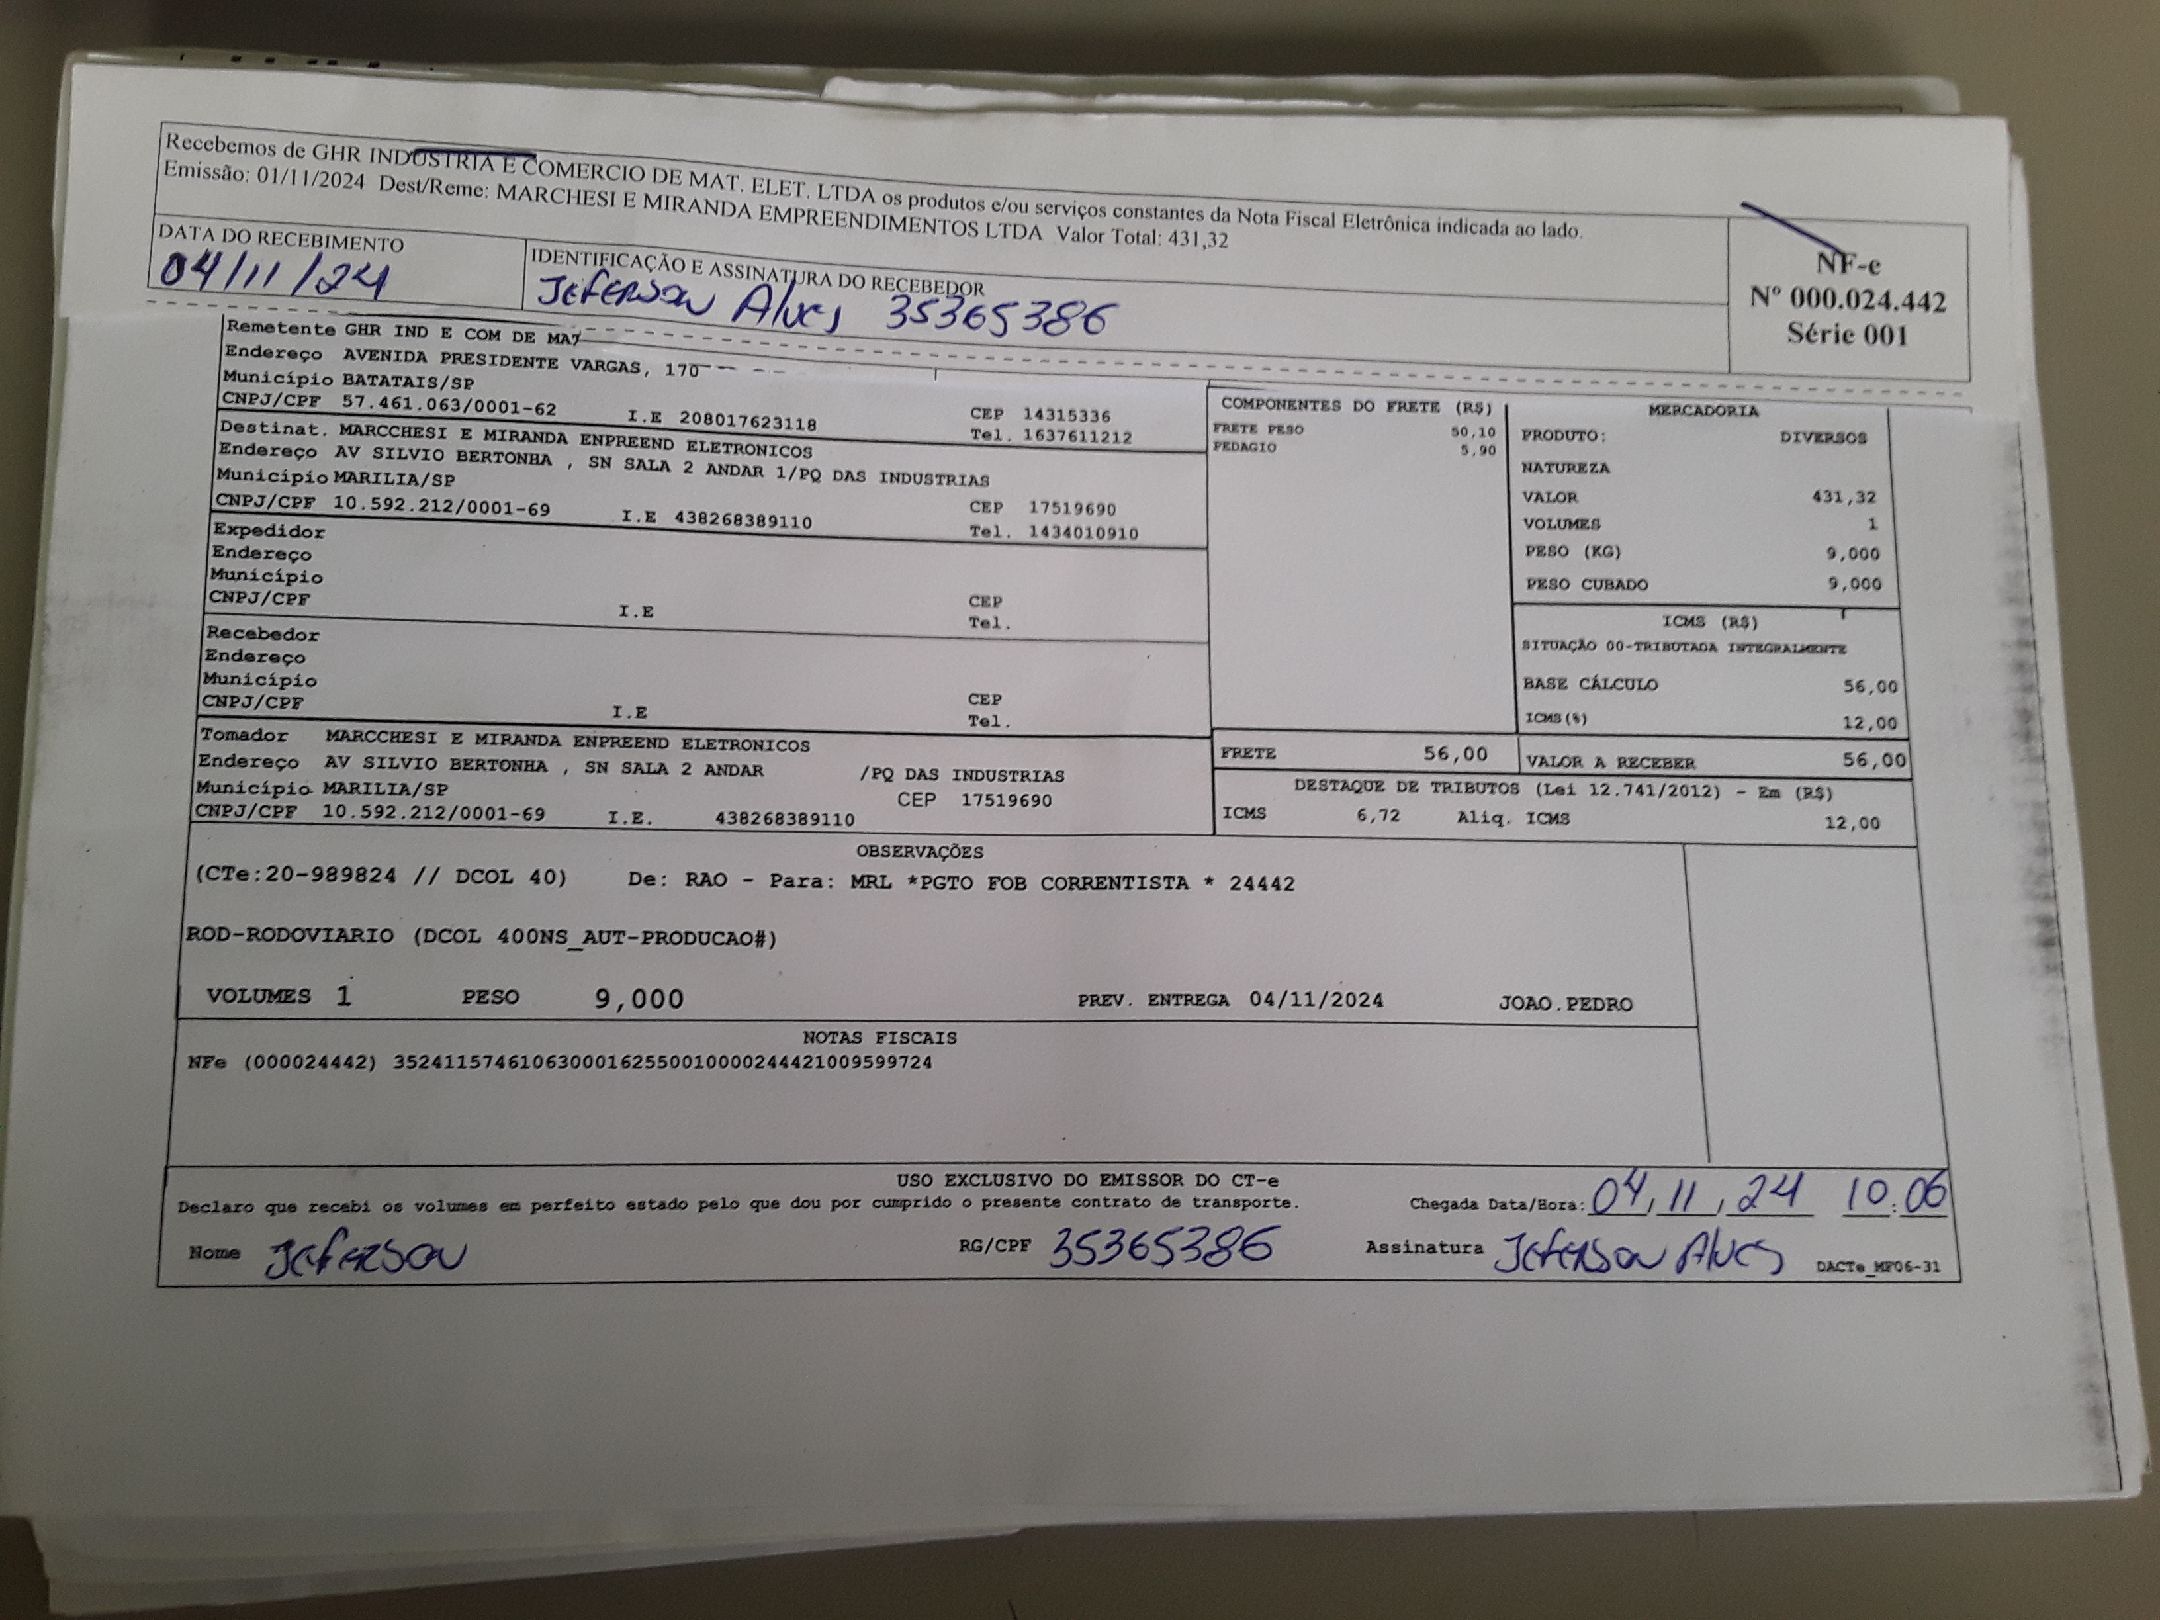 Recebemos de GHR INDUSTRIA E COMERCIO DE MAT. ELET. LTDA os produtos e/ou serviços constantes da Nota Fiscal Eletrônica indicada ao lado.
Emissão: 01/11/2024 Dest/Reme: MARCHESI E MIRANDA EMPREENDIMENTOS LTDA Valor Total: 431,32
DATA DO RECEBIMENTO
04/11/24
IDENTIFICAÇÃO E ASSINATURA DO RECEBEDOR
Jeferson Alves 35365386
NF-e
Nº 000.024.442
Série 001
Remetente GHR IND E COM DE MAT
Endereço AVENIDA PRESIDENTE VARGAS, 170
Município BATATAIS/SP
CNPJ/CPF 57.461.063/0001-62 I.E 208017623118
CEP 14315336
Tel. 1637611212
Destinat. MARCCHESI E MIRANDA ENPREEND ELETRONICOS
Endereço AV SILVIO BERTONHA , SN SALA 2 ANDAR 1/PQ DAS INDUSTRIAS
Município MARILIA/SP
CNPJ/CPF 10.592.212/0001-69 I.E 438268389110
CEP 17519690
Tel. 1434010910
Expedidor
Endereço
Município
CNPJ/CPF I.E
CEP
Tel.
Recebedor
Endereço
Município
CNPJ/CPF I.E
CEP
Tel.
Tomador MARCCHESI E MIRANDA ENPREEND ELETRONICOS
Endereço AV SILVIO BERTONHA , SN SALA 2 ANDAR /PQ DAS INDUSTRIAS
Município MARILIA/SP CEP 17519690
CNPJ/CPF 10.592.212/0001-69 I.E. 438268389110
COMPONENTES DO FRETE (R$)
FRETE PESO 50,10
PEDAGIO 5,90
MERCADORIA
PRODUTO: DIVERSOS
NATUREZA
VALOR 431,32
VOLUMES 1
PESO (KG) 9,000
PESO CUBADO 9,000
ICMS (R$)
SITUAÇÃO 00-TRIBUTADA INTEGRALMENTE
BASE CÁLCULO 56,00
ICMS(%) 12,00
FRETE 56,00
VALOR A RECEBER 56,00
DESTAQUE DE TRIBUTOS (Lei 12.741/2012) - Em (R$)
ICMS 6,72 Aliq. ICMS 12,00
OBSERVAÇÕES
(CTe:20-989824 // DCOL 40) De: RAO - Para: MRL *PGTO FOB CORRENTISTA * 24442
ROD-RODOVIARIO (DCOL 400NS_AUT-PRODUCAO#)
VOLUMES 1 PESO 9,000 PREV. ENTREGA 04/11/2024 JOAO.PEDRO
NOTAS FISCAIS
NFe (000024442) 35241157461063000162550010000244421009599724
USO EXCLUSIVO DO EMISSOR DO CT-e
Declaro que recebi os volumes em perfeito estado pelo que dou por cumprido o presente contrato de transporte. Chegada Data/Hora: 04/11/24 10:06
Nome Jeferson RG/CPF 35365386 Assinatura Jeferson Alves DACTe_MF06-31